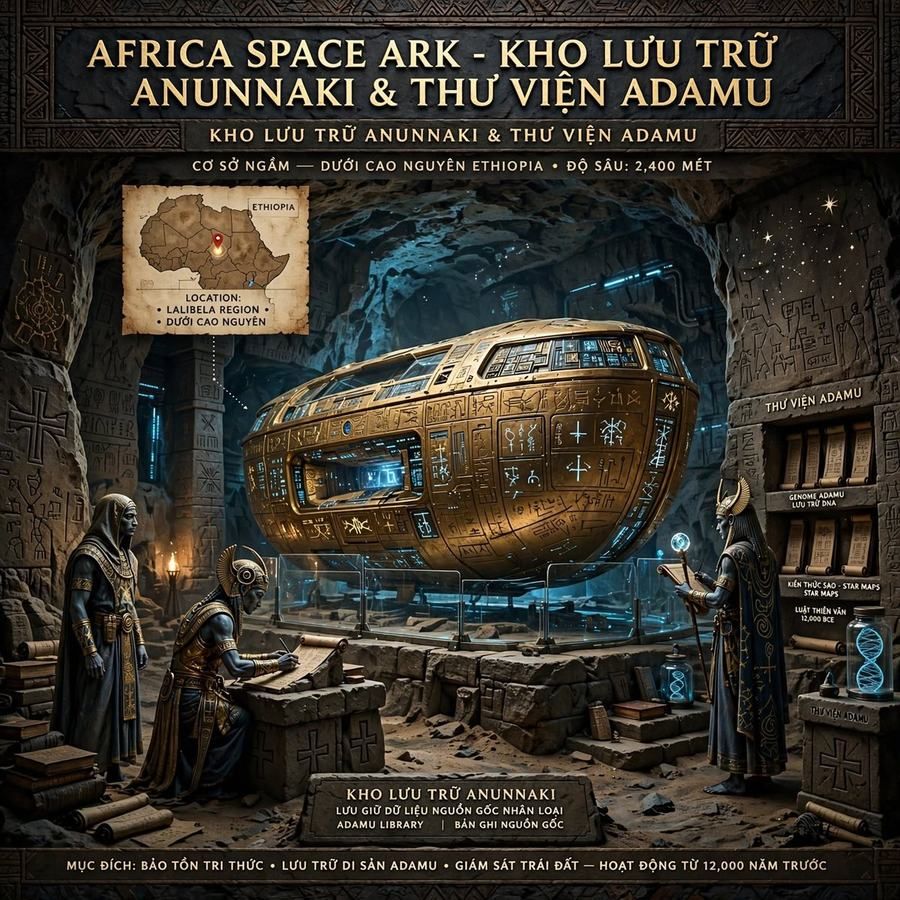 AFRICA SPACE ARK - KHO LƯU TRỮ
ANUNNAKI & THƯ VIỆN ADAMU
KHO LƯU TRỮ ANUNNAKI & THƯ VIỆN ADAMU
CƠ SỞ NGẦM — DƯỚI CAO NGUYÊN ETHIOPIA • ĐỘ SÂU: 2,400 MÉT
ETHIOPIA
LOCATION:
• LALIBELA REGION •
• DƯỚI CAO NGUYÊN
THƯ VIỆN ADAMU
GENOME ADAMU
LƯU TRỮ DNA
KIẾN THỨC SAO - STAR MAPS
STAR MAPS
LUẬT THIÊN VĂN
12,000 BCE
THƯ VIỆN ADAMU
KHO LƯU TRỮ ANUNNAKI
LƯU GIỮ DỮ LIỆU NGUỒN GỐC NHÂN LOẠI
ADAMU LIBRARY | BẢN GHI NGUỒN GỐC
MỤC ĐÍCH: BẢO TỒN TRI THỨC • LƯU TRỮ DI SẢN ADAMU • GIÁM SÁT TRÁI ĐẤT — HOẠT ĐỘNG TỪ 12,000 NĂM TRƯỚC